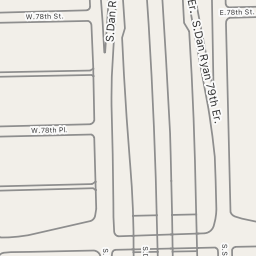 W. 78th St.
E. 78th St.
S. Dan R
Er.
S. Dan Ryan 79th Er.
W. 78th Pl.
S
S. D
S
S. S